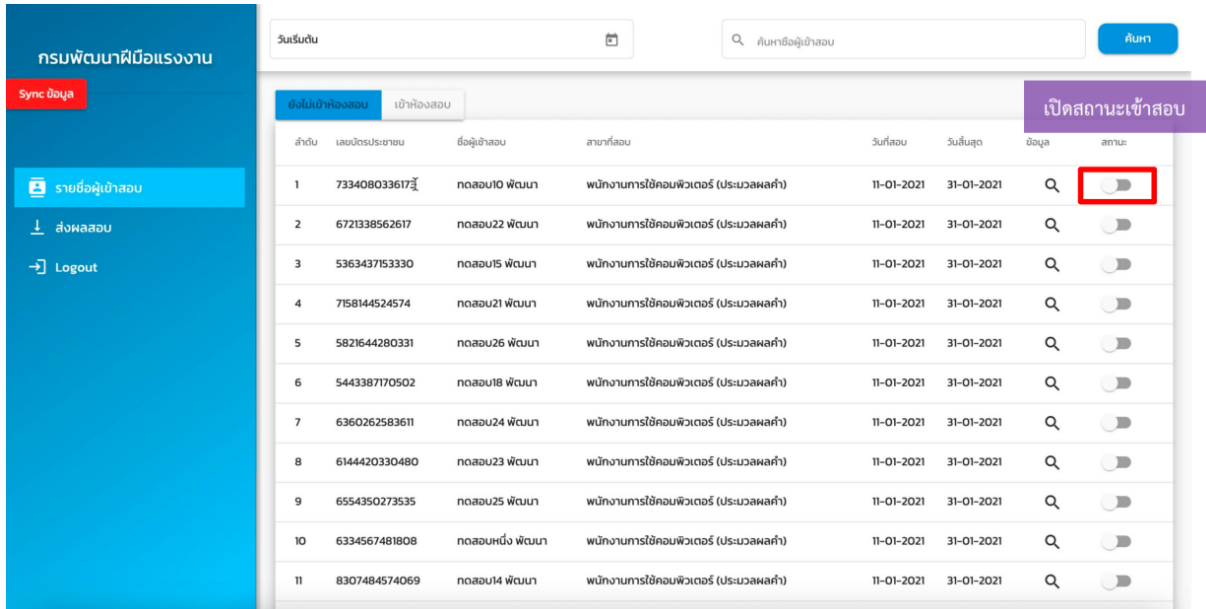 กรมพัฒนาฝีมือแรงงาน
Sync ข้อมูล
รายชื่อผู้เข้าสอบ
ส่งผลสอบ
Logout
วันเริ่มต้น ค้นหาชื่อผู้เข้าสอบ ค้นหา
ยังไม่เข้าห้องสอบ เข้าห้องสอบ
เปิดสถานะเข้าสอบ
ลำดับ เลขบัตรประชาชน ชื่อผู้เข้าสอบ สาขาที่สอบ วันที่สอบ วันสิ้นสุด ข้อมูล สถานะ
1 7334080336173 ทดสอบ10 พัฒนา พนักงานการใช้คอมพิวเตอร์ (ประมวลผลคำ) 11-01-2021 31-01-2021
2 6721338562617 ทดสอบ22 พัฒนา พนักงานการใช้คอมพิวเตอร์ (ประมวลผลคำ) 11-01-2021 31-01-2021
3 5363437153330 ทดสอบ15 พัฒนา พนักงานการใช้คอมพิวเตอร์ (ประมวลผลคำ) 11-01-2021 31-01-2021
4 7158144524574 ทดสอบ21 พัฒนา พนักงานการใช้คอมพิวเตอร์ (ประมวลผลคำ) 11-01-2021 31-01-2021
5 5821644280331 ทดสอบ26 พัฒนา พนักงานการใช้คอมพิวเตอร์ (ประมวลผลคำ) 11-01-2021 31-01-2021
6 5443387170502 ทดสอบ18 พัฒนา พนักงานการใช้คอมพิวเตอร์ (ประมวลผลคำ) 11-01-2021 31-01-2021
7 6360262583611 ทดสอบ24 พัฒนา พนักงานการใช้คอมพิวเตอร์ (ประมวลผลคำ) 11-01-2021 31-01-2021
8 6144420330480 ทดสอบ23 พัฒนา พนักงานการใช้คอมพิวเตอร์ (ประมวลผลคำ) 11-01-2021 31-01-2021
9 6554350273535 ทดสอบ25 พัฒนา พนักงานการใช้คอมพิวเตอร์ (ประมวลผลคำ) 11-01-2021 31-01-2021
10 6334567481808 ทดสอบหนึ่ง พัฒนา พนักงานการใช้คอมพิวเตอร์ (ประมวลผลคำ) 11-01-2021 31-01-2021
11 8307484574069 ทดสอบ14 พัฒนา พนักงานการใช้คอมพิวเตอร์ (ประมวลผลคำ) 11-01-2021 31-01-2021